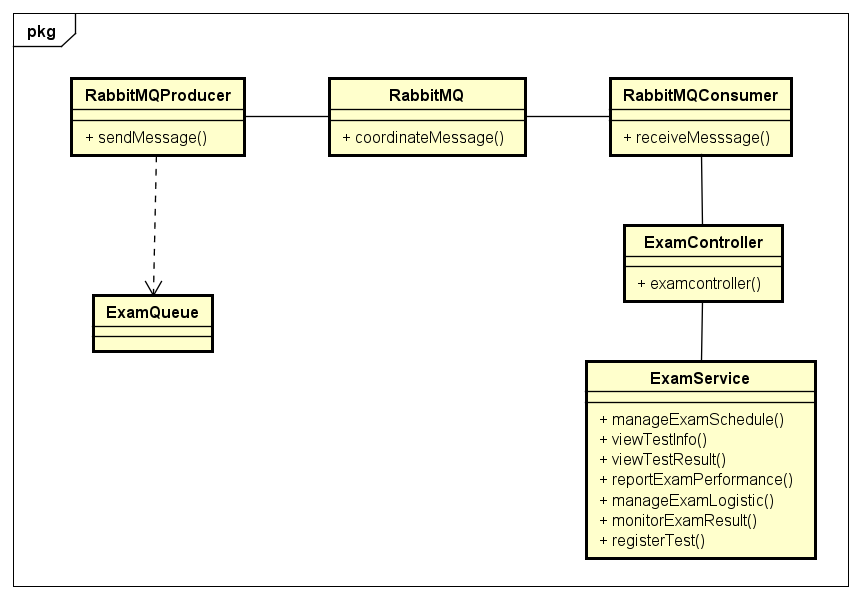 pkg
RabbitMQProducer
+ sendMessage()
RabbitMQ
+ coordinateMessage()
RabbitMQConsumer
+ receiveMesssage()
ExamController
+ examcontroller()
ExamQueue
ExamService
+ manageExamSchedule()
+ viewTestInfo()
+ viewTestResult()
+ reportExamPerformance()
+ manageExamLogistic()
+ monitorExamResult()
+ registerTest()